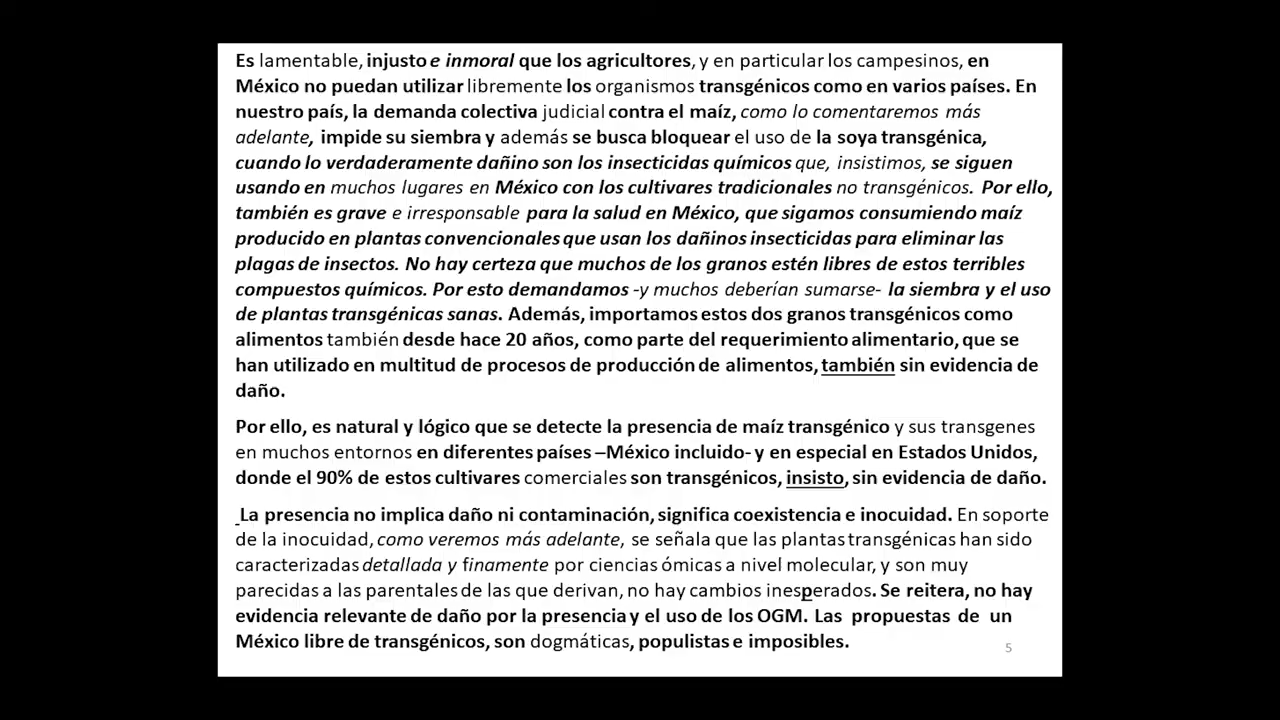 Es lamentable, injusto e inmoral que los agricultores, y en particular los campesinos, en
México no puedan utilizar libremente los organismos transgénicos como en varios países. En
nuestro país, la demanda colectiva judicial contra el maíz, como lo comentaremos más
adelante, impide su siembra y además se busca bloquear el uso de la soya transgénica,
cuando lo verdaderamente dañino son los insecticidas químicos que, insistimos, se siguen
usando en muchos lugares en México con los cultivares tradicionales no transgénicos. Por ello,
también es grave e irresponsable para la salud en México, que sigamos consumiendo maíz
producido en plantas convencionales que usan los dañinos insecticidas para eliminar las
plagas de insectos. No hay certeza que muchos de los granos estén libres de estos terribles
compuestos químicos. Por esto demandamos -y muchos deberían sumarse- la siembra y el uso
de plantas transgénicas sanas. Además, importamos estos dos granos transgénicos como
alimentos también desde hace 20 años, como parte del requerimiento alimentario, que se
han utilizado en multitud de procesos de producción de alimentos, también sin evidencia de
daño.
Por ello, es natural y lógico que se detecte la presencia de maíz transgénico y sus transgenes
en muchos entornos en diferentes países –México incluido- y en especial en Estados Unidos,
donde el 90% de estos cultivares comerciales son transgénicos, insisto, sin evidencia de daño.
La presencia no implica daño ni contaminación, significa coexistencia e inocuidad. En soporte
de la inocuidad, como veremos más adelante, se señala que las plantas transgénicas han sido
caracterizadas detallada y finamente por ciencias ómicas a nivel molecular, y son muy
parecidas a las parentales de las que derivan, no hay cambios inesperados. Se reitera, no hay
evidencia relevante de daño por la presencia y el uso de los OGM. Las propuestas de un
México libre de transgénicos, son dogmáticas, populistas e imposibles.
5